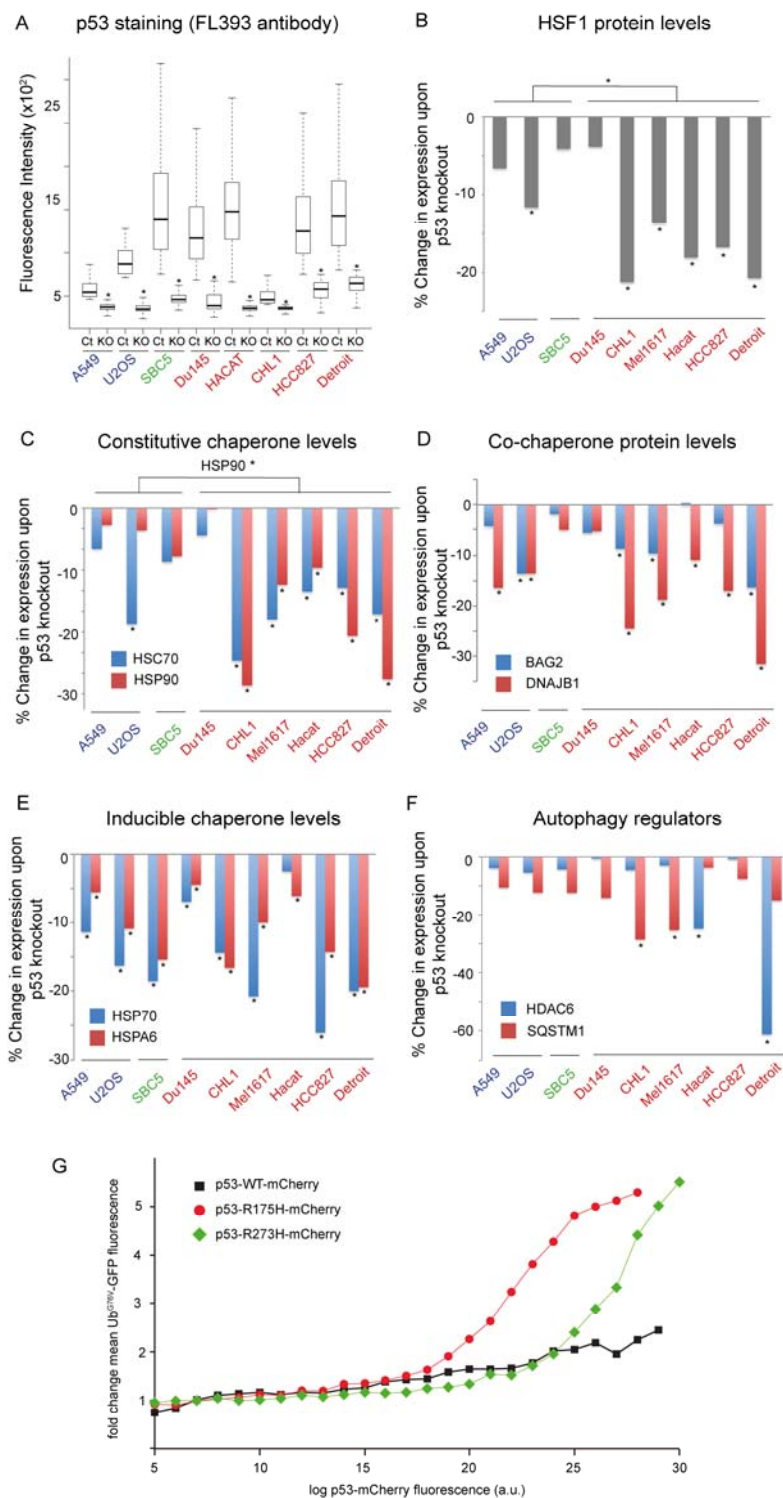 A p53 staining (FL393 antibody)
Fluorescence Intensity (x10²)
25
15
5
Ct KO Ct KO Ct KO Ct KO Ct KO Ct KO Ct KO Ct KO
* * * * * * * *
A549 U2OS SBC5 Du145 HACAT CHL1 HCC827 Detroit
B HSF1 protein levels
*
% Change in expression upon
p53 knockout
0
-10
-20
* * * * * *
A549 U2OS SBC5 Du145 CHL1 Mel1617 Hacat HCC827 Detroit
C Constitutive chaperone levels
HSP90 *
% Change in expression upon
p53 knockout
0
-10
-20
-30
HSC70
HSP90
* * * * * * * * * * *
A549 U2OS SBC5 Du145 CHL1 Mel1617 Hacat HCC827 Detroit
D Co-chaperone protein levels
% Change in expression upon
p53 knockout
0
-10
-20
-30
BAG2
DNAJB1
* * * * * * * * * * * *
A549 U2OS SBC5 Du145 CHL1 Mel1617 Hacat HCC827 Detroit
E Inducible chaperone levels
% Change in expression upon
p53 knockout
0
-10
-20
-30
HSP70
HSPA6
* * * * * * * * * * * * * * * * *
A549 U2OS SBC5 Du145 CHL1 Mel1617 Hacat HCC827 Detroit
F Autophagy regulators
% Change in expression upon
p53 knockout
0
-20
-40
-60
HDAC6
SQSTM1
* * * *
A549 U2OS SBC5 Du145 CHL1 Mel1617 Hacat HCC827 Detroit
G
p53-WT-mCherry
p53-R175H-mCherry
p53-R273H-mCherry
fold change mean Ub^G76V-GFP fluorescence
5
4
3
2
1
5 10 15 20 25 30
log p53-mCherry fluorescence (a.u.)